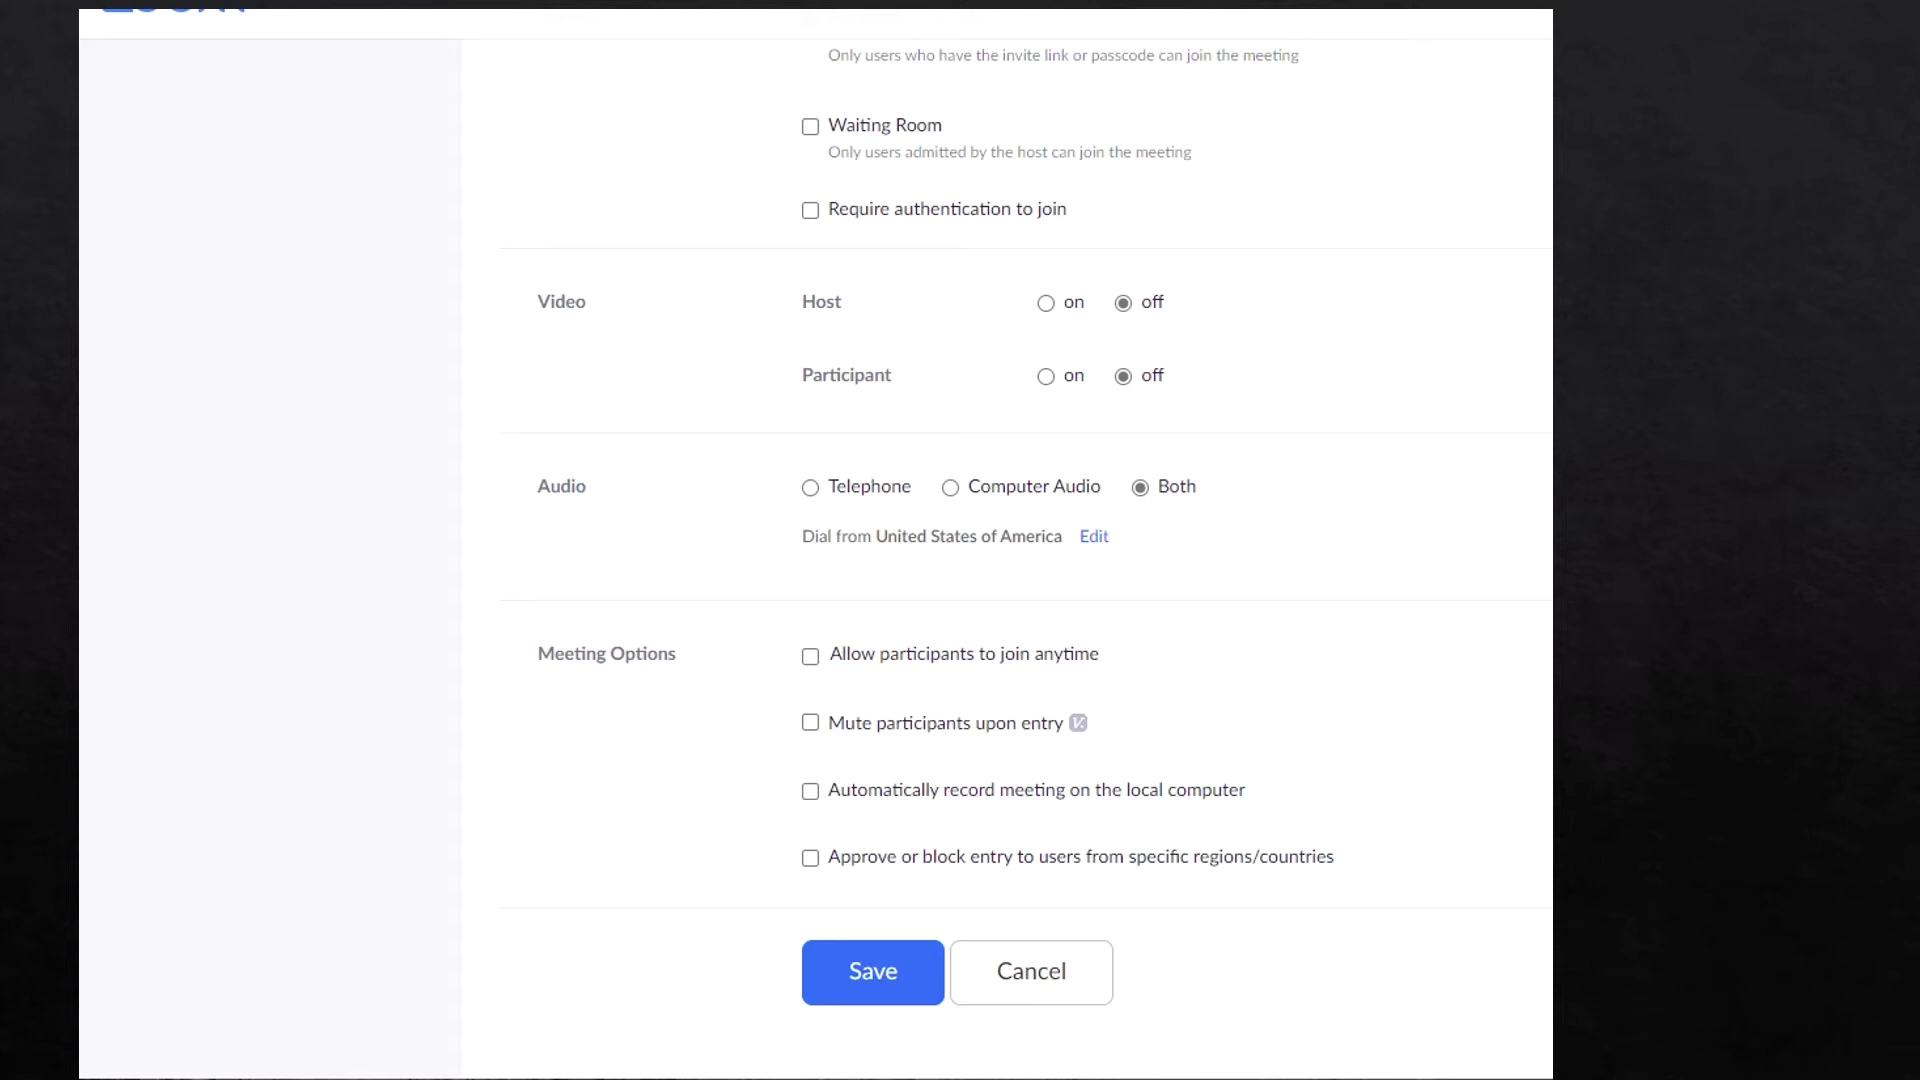 Only users who have the invite link or passcode can join the meeting
Waiting Room
Only users admitted by the host can join the meeting
Require authentication to join
Video Host on off
Participant on off
Audio Telephone Computer Audio Both
Dial from United States of America Edit
Meeting Options Allow participants to join anytime
Mute participants upon entry
Automatically record meeting on the local computer
Approve or block entry to users from specific regions/countries
Save Cancel